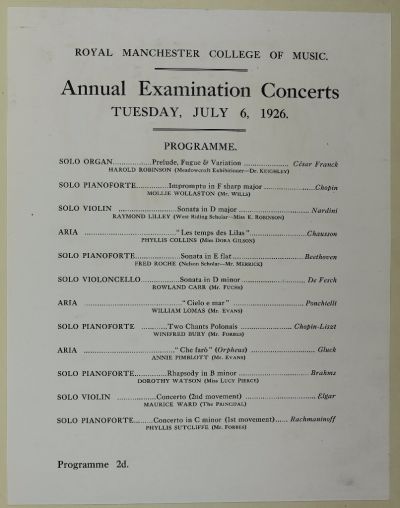 ROYAL MANCHESTER COLLEGE OF MUSIC.
Annual Examination Concerts
TUESDAY, JULY 6, 1926.
PROGRAMME.
SOLO ORGAN..................Prelude, Fugue & Variation ..................César Franck
HAROLD ROBINSON (Meadowcroft Exhibitioner—Dr. KEIGHLEY)
SOLO PIANOFORTE...............Impromptu in F sharp major .....................Chopin
MOLLIE WOLLASTON (Mr. WILLS)
SOLO VIOLIN ........................Sonata in D major ............................Nardini
RAYMOND LILLEY (West Riding Scholar—Miss E. ROBINSON)
ARIA ................................"Les temps des Lilas"........................Chausson
PHYLLIS COLLINS (Miss DORA GILSON)
SOLO PIANOFORTE..................Sonata in E flat............................Beethoven
FRED ROCHE (Nelson Scholar—Mr. MERRICK)
SOLO VIOLONCELLO................Sonata in D minor ..........................De Fesch
ROWLAND CARR (Mr. FUCHS)
ARIA ....................................."Cielo e mar" ............................Ponchielli
WILLIAM LOMAS (Mr. EVANS)
SOLO PIANOFORTE ............Two Chants Polonais ....................Chopin-Liszt
WINIFRED BURY (Mr. FORBES)
ARIA ..................................."Che farò" (Orpheus) ............................Gluck
ANNIE PIMBLOTT (Mr. EVANS)
SOLO PIANOFORTE...............Rhapsody in B minor ............................Brahms
DOROTHY WATSON (Miss LUCY PIERCE)
SOLO VIOLIN .................Concerto (2nd movement) ............................Elgar
MAURICE WARD (The PRINCIPAL)
SOLO PIANOFORTE.........Concerto in C minor (1st movement)...... Rachmaninoff
PHYLLIS SUTCLIFFE (Mr. FORBES)
Programme 2d.